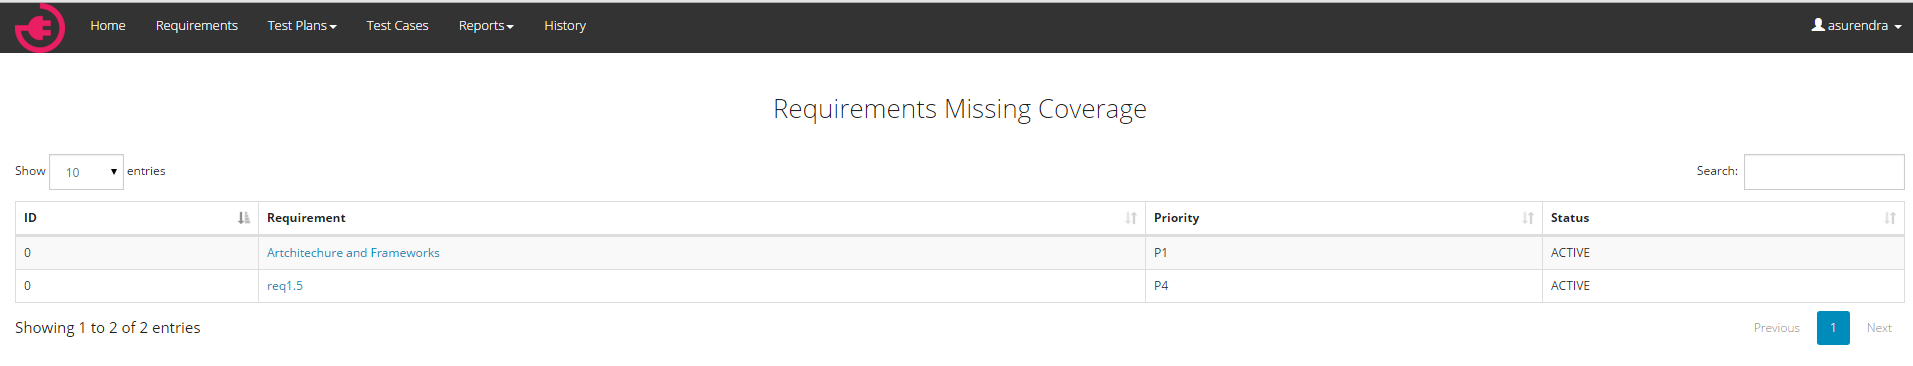 Home Requirements Test Plans Test Cases Reports History asurendra
Requirements Missing Coverage
Show 10 entries Search:
ID Requirement Priority Status
0 Artchitechure and Frameworks P1 ACTIVE
0 req1.5 P4 ACTIVE
Showing 1 to 2 of 2 entries Previous 1 Next